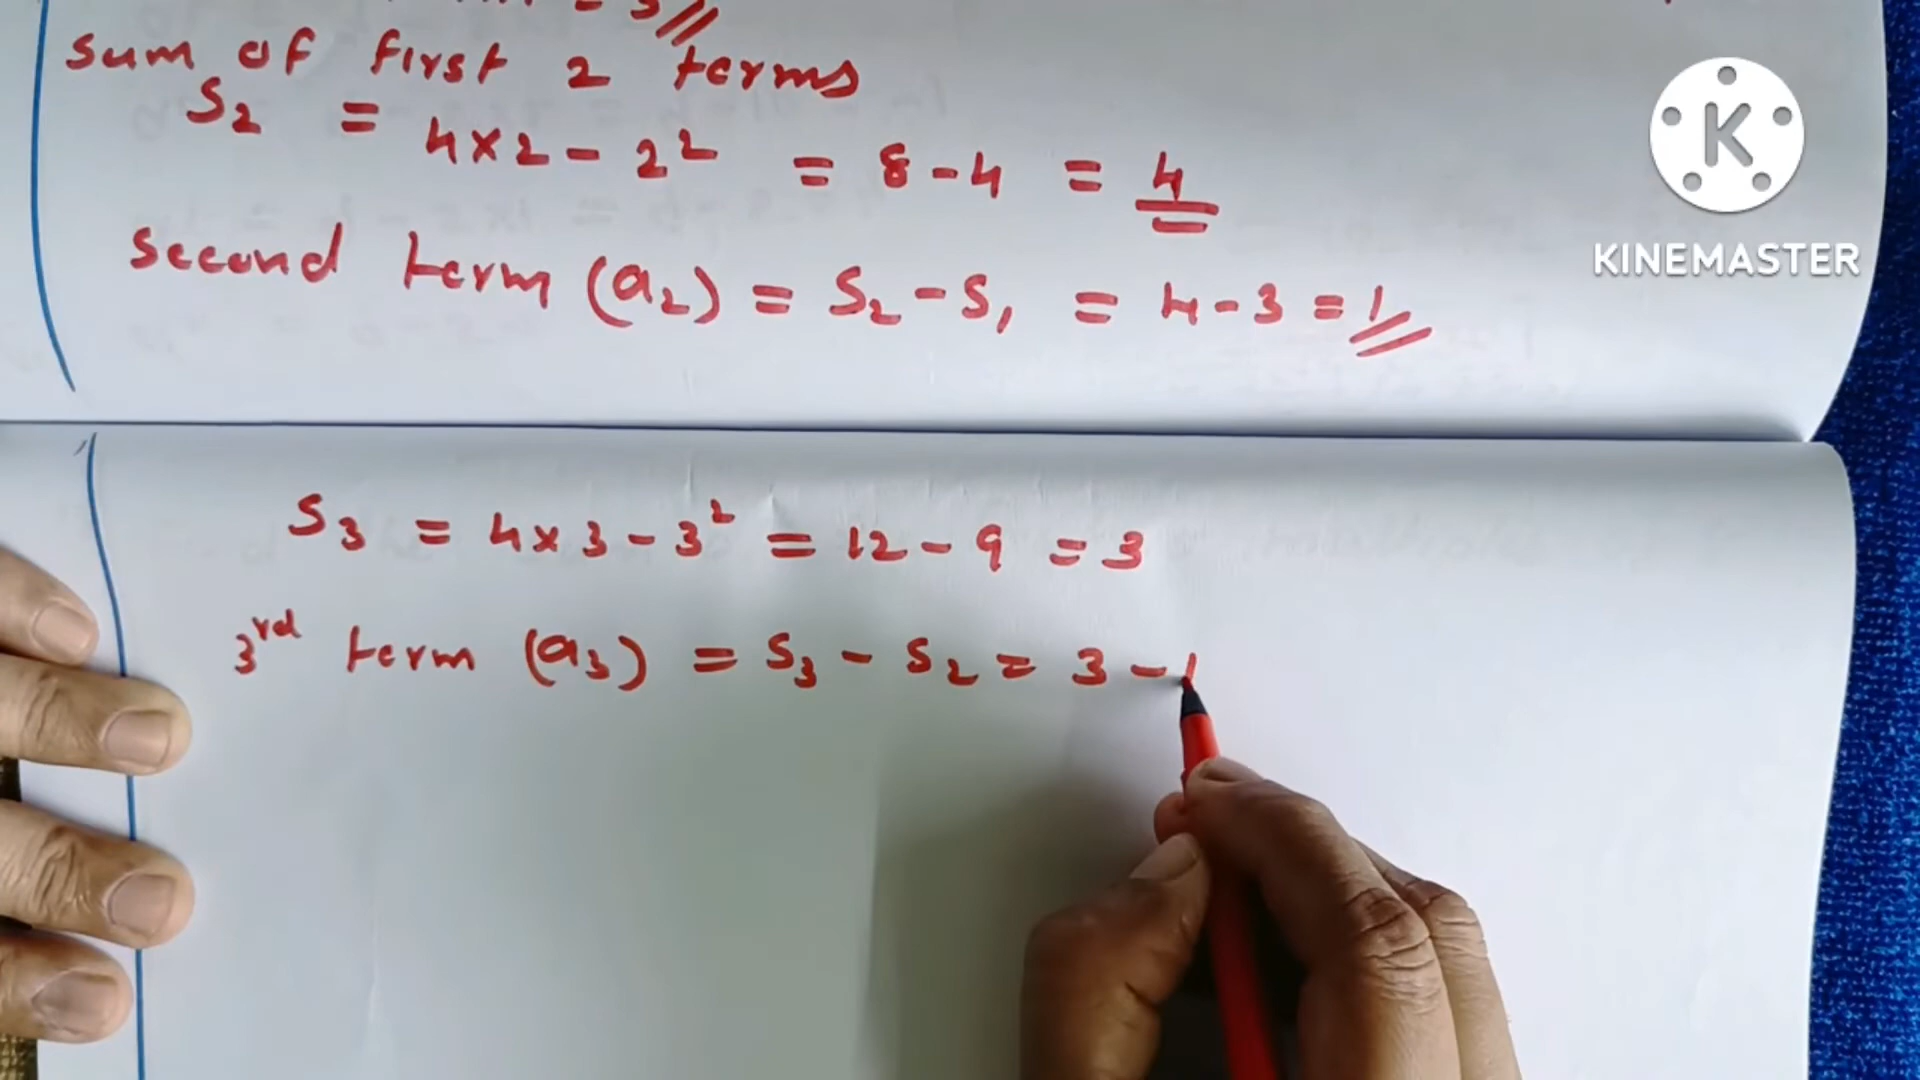 = 3
sum of first 2 terms
S₂ = 4×2 - 2² = 8-4 = 4
second term (a₂) = S₂ - S₁ = 4-3 = 1
S₃ = 4×3 - 3² = 12 - 9 = 3
3rd term (a₃) = S₃ - S₂ = 3 - 1
K
KINEMASTER